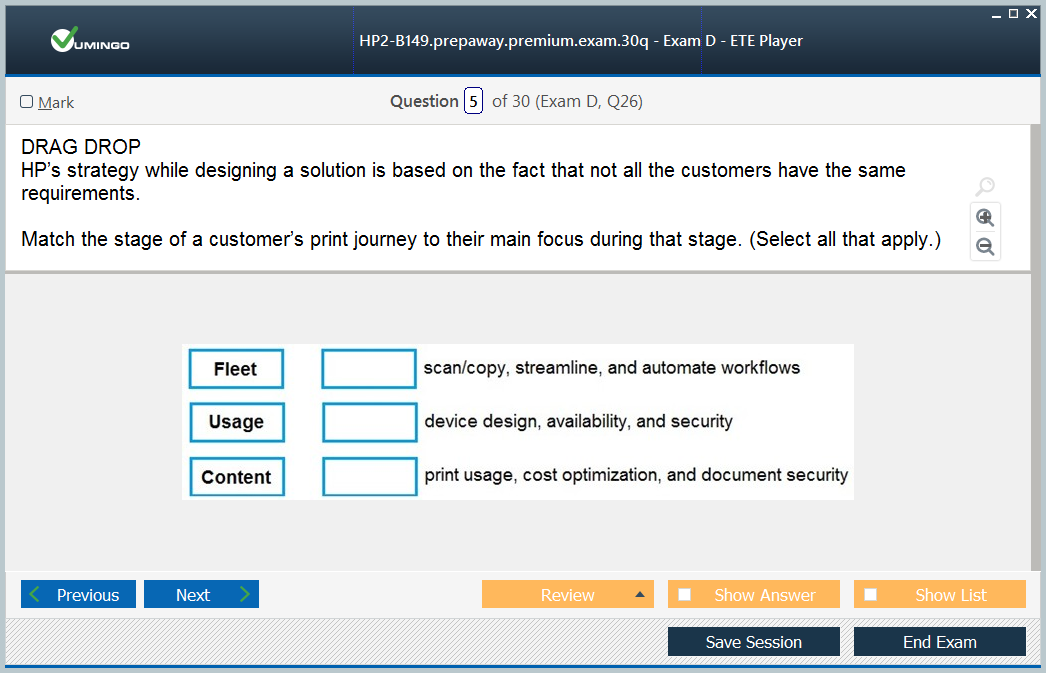 VUMINGO
HP2-B149.prepaway.premium.exam.30q - Exam D - ETE Player
Mark
Question 5 of 30 (Exam D, Q26)
DRAG DROP
HP's strategy while designing a solution is based on the fact that not all the customers have the same
requirements.
Match the stage of a customer's print journey to their main focus during that stage. (Select all that apply.)
Fleet scan/copy, streamline, and automate workflows
Usage device design, availability, and security
Content print usage, cost optimization, and document security
Previous Next Review Show Answer Show List
Save Session End Exam